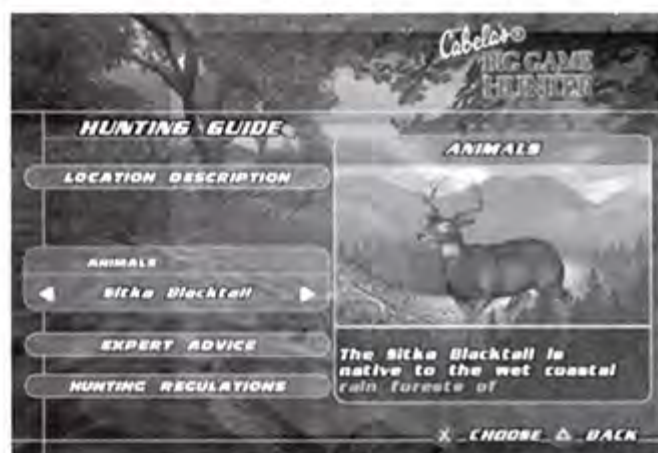 Cabela's®
BIG GAME
HUNTER
HUNTING GUIDE
LOCATION DESCRIPTION
ANIMALS
Sitka Blacktail
EXPERT ADVICE
HUNTING REGULATIONS
ANIMALS
The Sitka Blacktail is
native to the wet coastal
rain forests of
X CHOOSE △ BACK